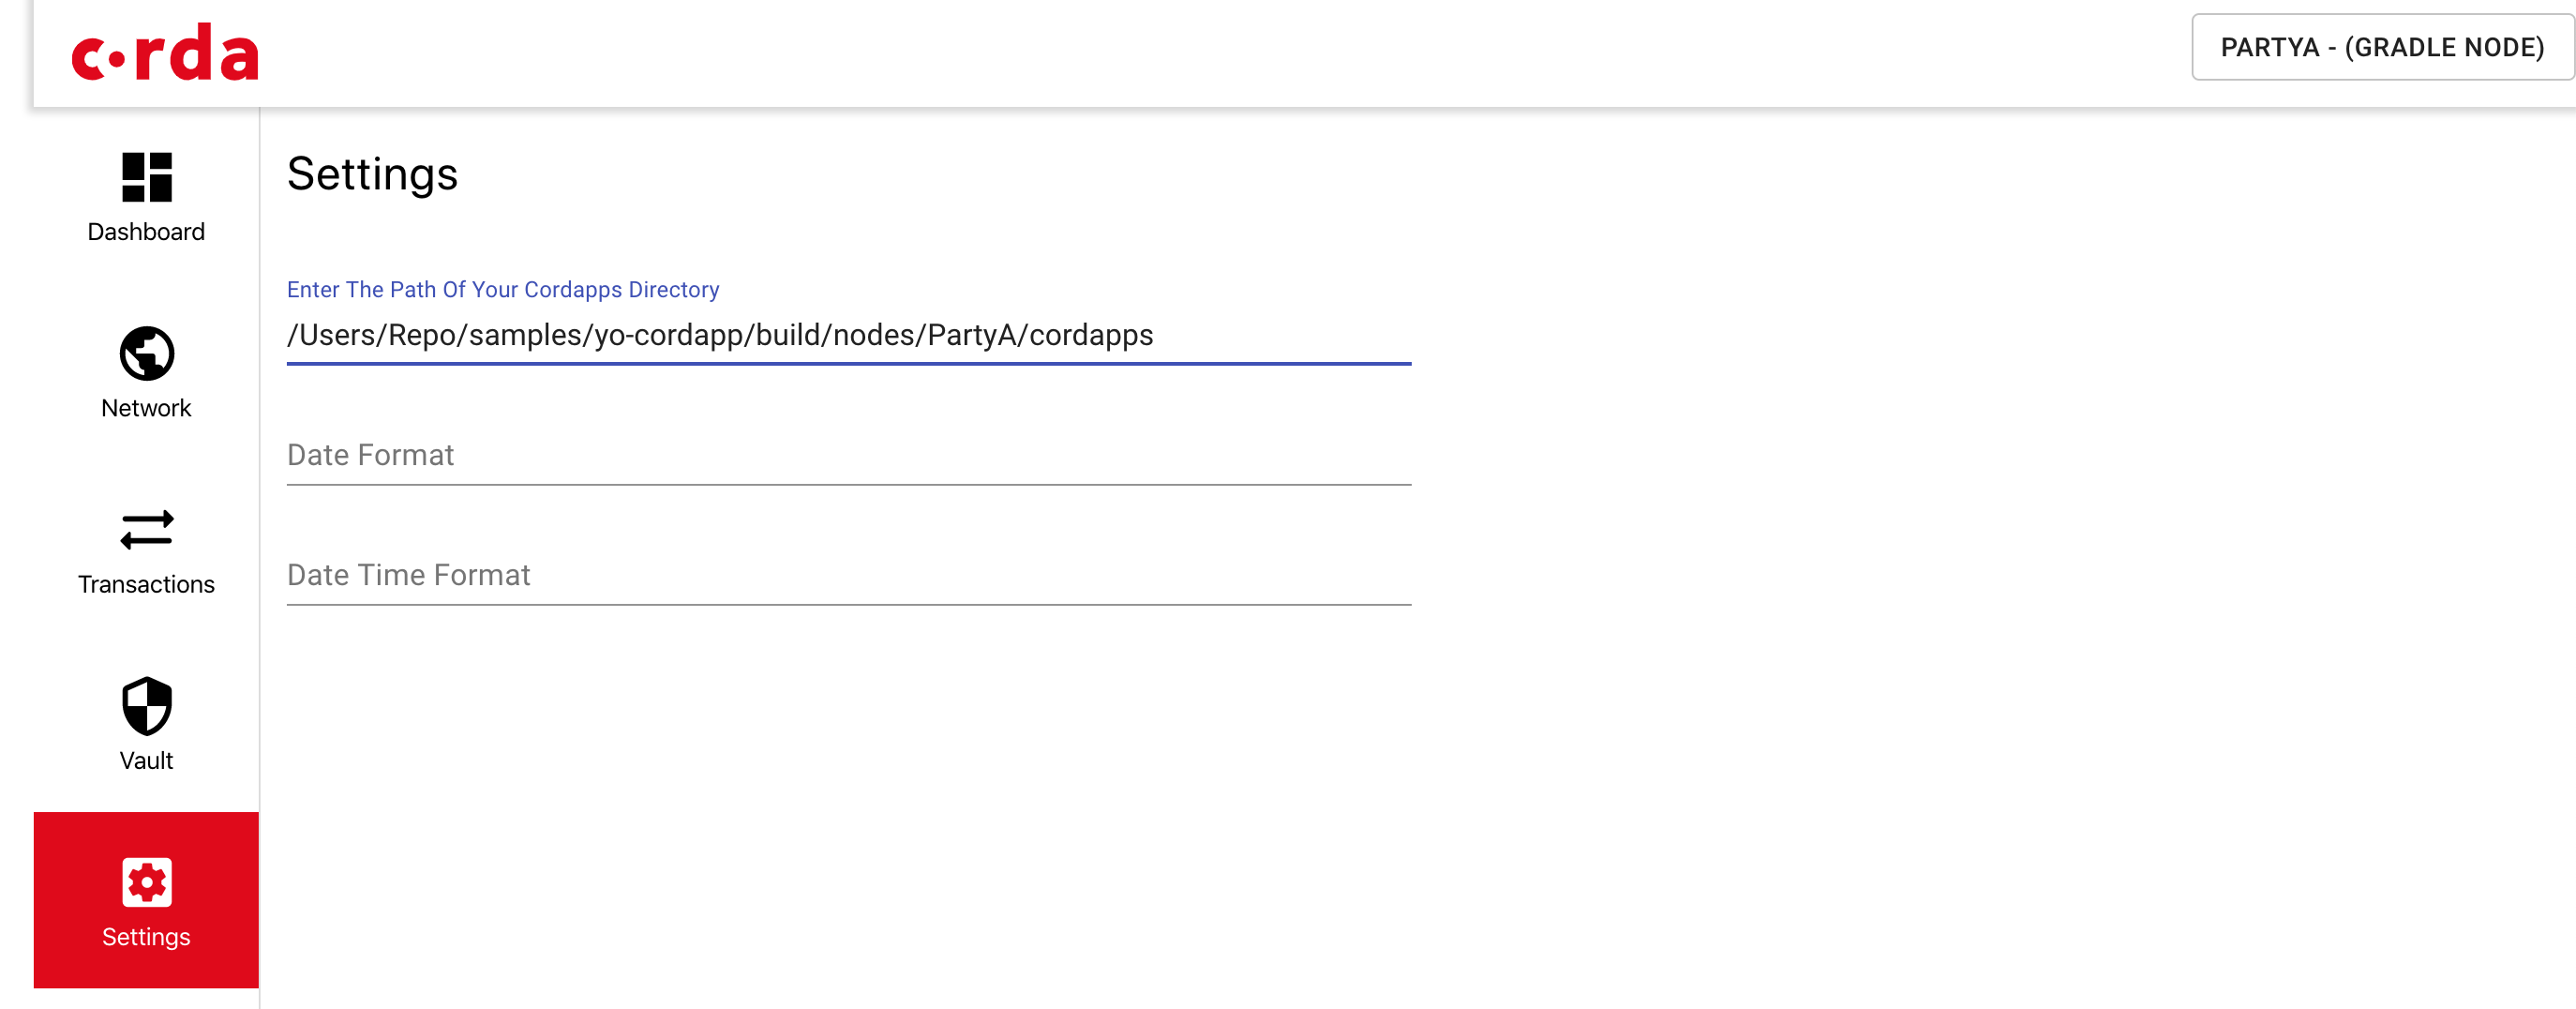 corda
PARTYA - (GRADLE NODE)
Dashboard
Network
Transactions
Vault
Settings
Settings
Enter The Path Of Your Cordapps Directory
/Users/Repo/samples/yo-cordapp/build/nodes/PartyA/cordapps
Date Format
Date Time Format